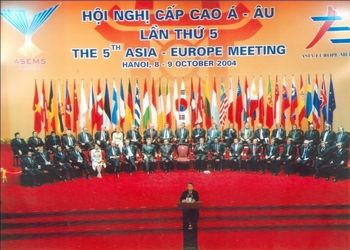 HỘI NGHỊ CẤP CAO Á - ÂU
LẦN THỨ 5
THE 5TH ASIA - EUROPE MEETING
HANOI, 8 - 9 OCTOBER 2004
ASEM5